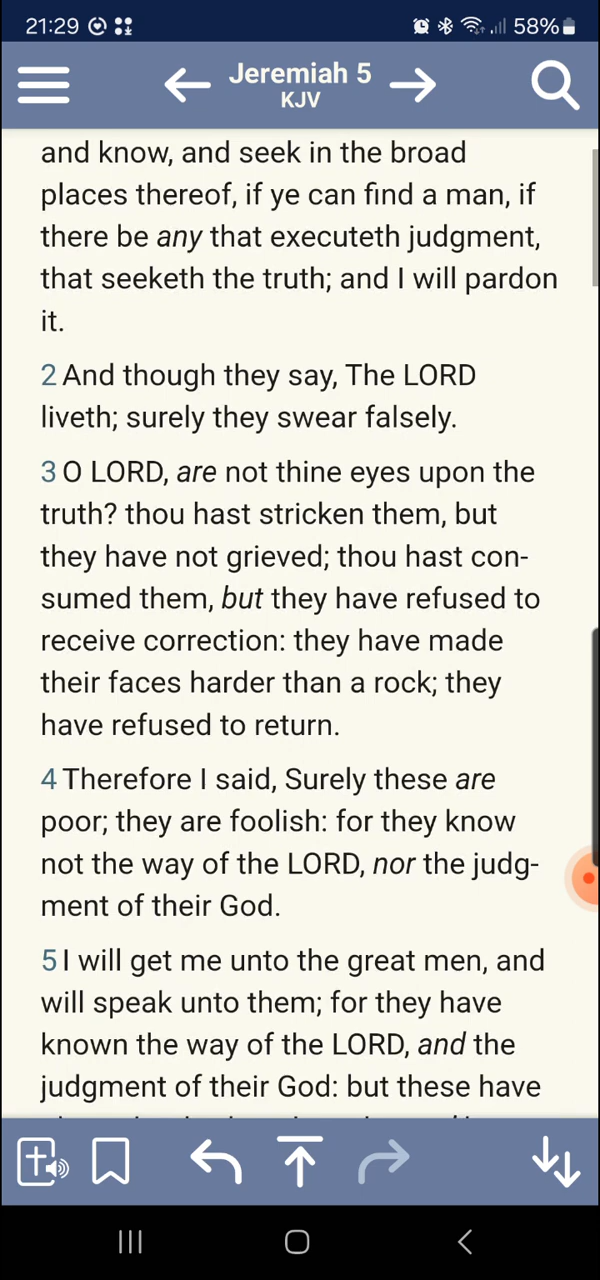 21:29 58%
Jeremiah 5
KJV
and know, and seek in the broad
places thereof, if ye can find a man, if
there be any that executeth judgment,
that seeketh the truth; and I will pardon
it.
2 And though they say, The LORD
liveth; surely they swear falsely.
3 O LORD, are not thine eyes upon the
truth? thou hast stricken them, but
they have not grieved; thou hast con-
sumed them, but they have refused to
receive correction: they have made
their faces harder than a rock; they
have refused to return.
4 Therefore I said, Surely these are
poor; they are foolish: for they know
not the way of the LORD, nor the judg-
ment of their God.
5 I will get me unto the great men, and
will speak unto them; for they have
known the way of the LORD, and the
judgment of their God: but these have